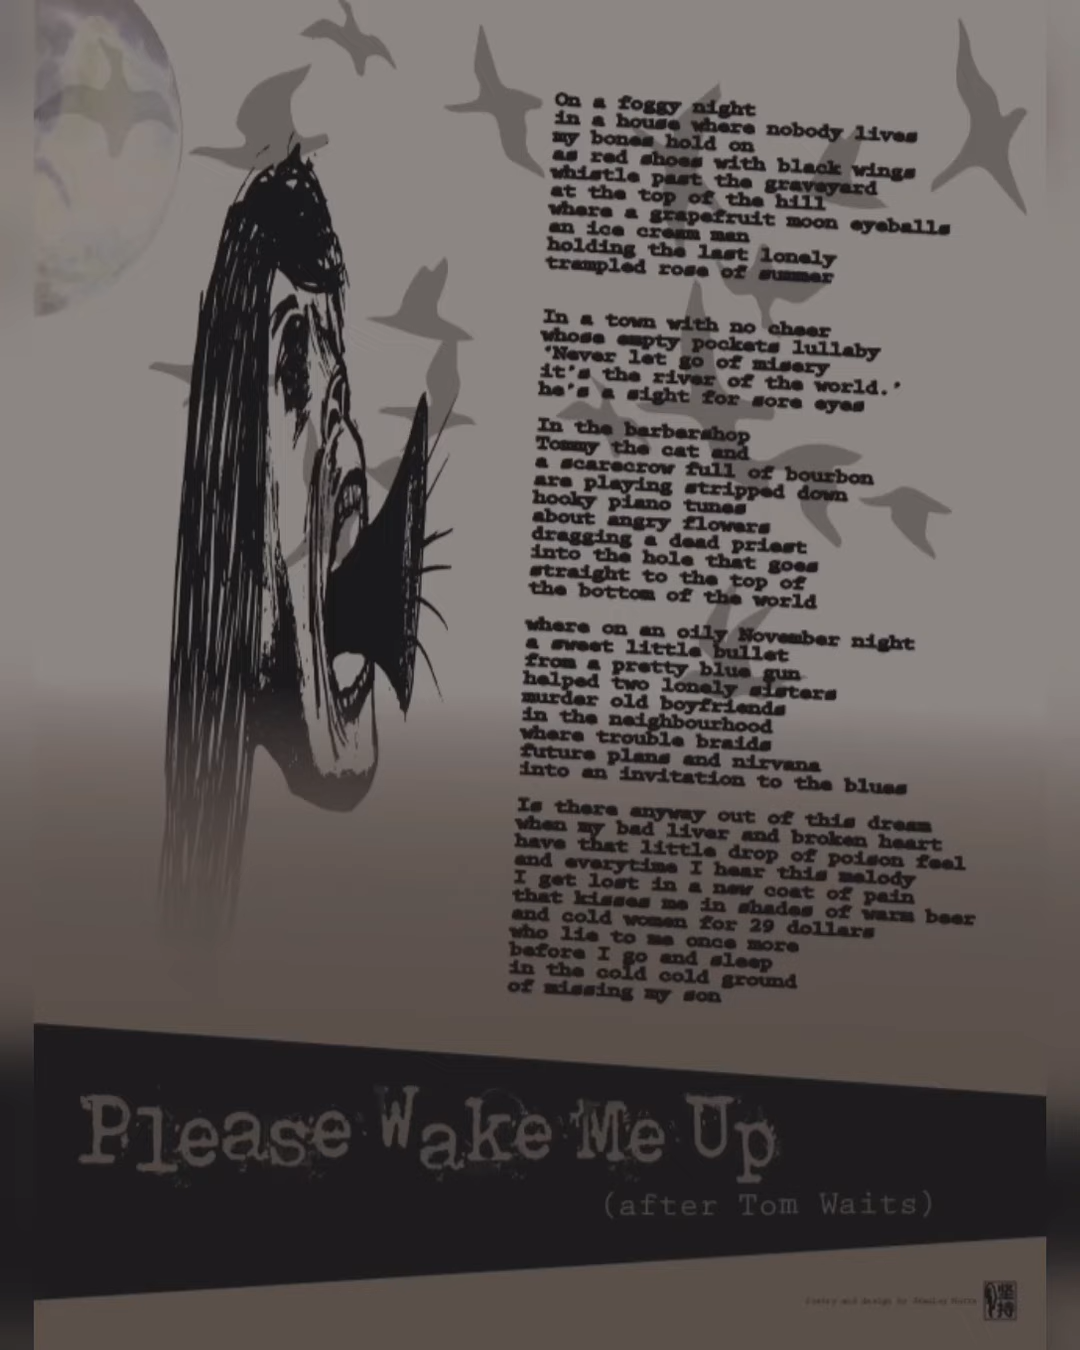 On a foggy night
in a house where nobody lives
my bones hold on
as red shoes with black wings
whistle past the graveyard
at the top of the hill
where a grapefruit moon eyeballs
an ice cream man
holding the last lonely
trampled rose of summer
In a town with no cheer
whose empty pockets lullaby
‘Never let go of misery
it’s the river of the world.’
he’s a sight for sore eyes
In the barbershop
Tommy the cat and
a scarecrow full of bourbon
are playing stripped down
hooky piano tunes
about angry flowers
dragging a dead priest
into the hole that goes
straight to the top of
the bottom of the world
where on an oily November night
a sweet little bullet
from a pretty blue gun
helped two lonely sisters
murder old boyfriends
in the neighbourhood
where trouble braids
future plans and nirvana
into an invitation to the blues
Is there anyway out of this dream
when my bad liver and broken heart
have that little drop of poison feel
and everytime I hear this melody
I get lost in a new coat of pain
that kisses me in shades of warm beer
and cold women for 29 dollars
who lie to me once more
before I go and sleep
in the cold cold ground
of missing my son
Please Wake Me Up
(after Tom Waits)
Poetry and design by
坚
持